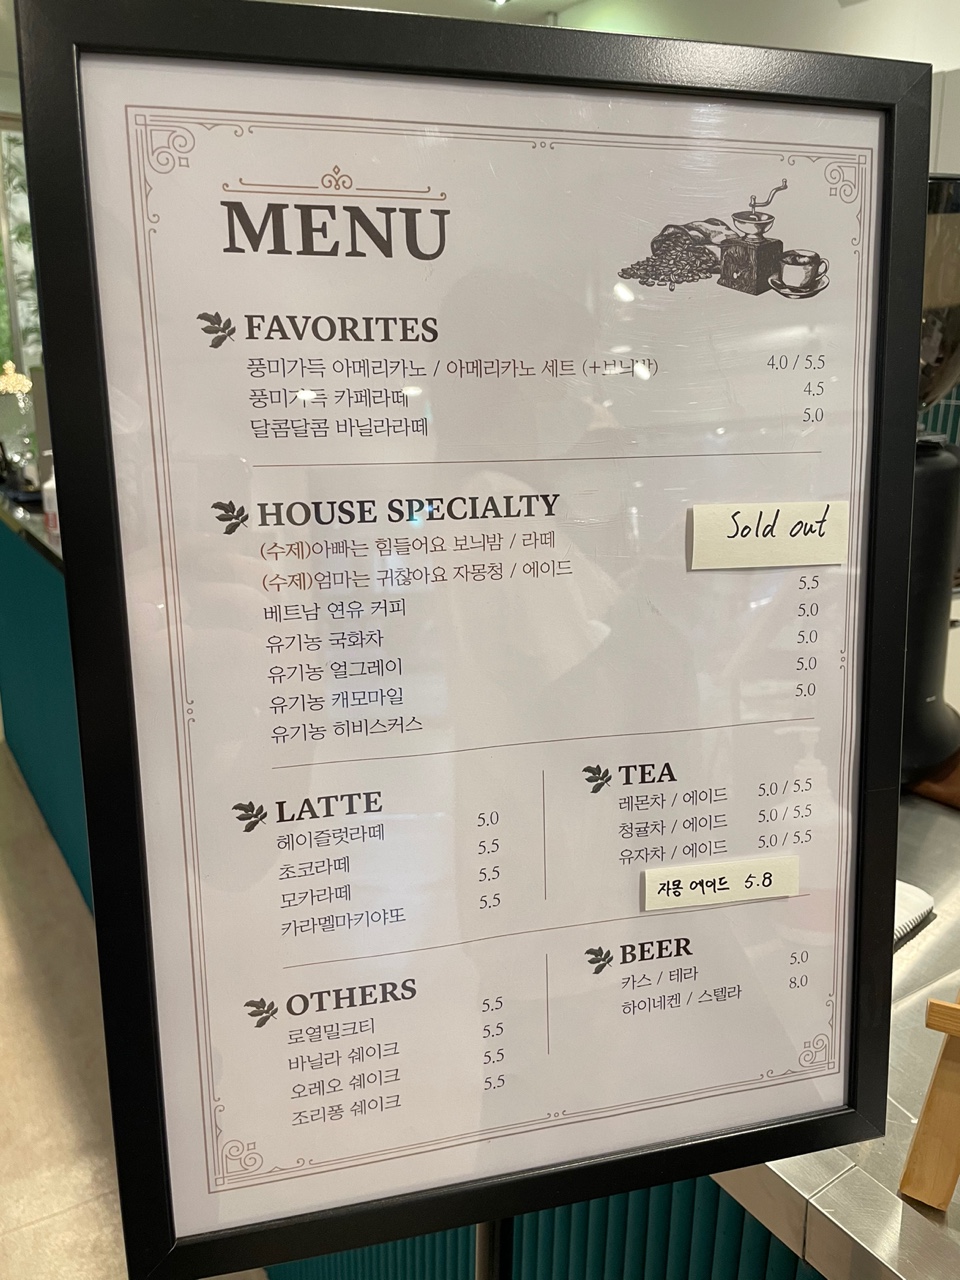 MENU
FAVORITES
풍미가득 아메리카노 / 아메리카노 세트 (+보늬밤) 4.0 / 5.5
풍미가득 카페라떼 4.5
달콤달콤 바닐라라떼 5.0
HOUSE SPECIALTY
Sold out
(수제)아빠는 힘들어요 보늬밤 / 라떼
(수제)엄마는 귀찮아요 자몽청 / 에이드
베트남 연유 커피 5.5
유기농 국화차 5.0
유기농 얼그레이 5.0
유기농 캐모마일 5.0
유기농 히비스커스 5.0
LATTE
헤이즐럿라떼 5.0
초코라떼 5.5
모카라떼 5.5
카라멜마키야또 5.5
TEA
레몬차 / 에이드 5.0 / 5.5
청귤차 / 에이드 5.0 / 5.5
유자차 / 에이드 5.0 / 5.5
자몽 에이드 5.8
OTHERS
로열밀크티 5.5
바닐라 쉐이크 5.5
오레오 쉐이크 5.5
조리퐁 쉐이크 5.5
BEER
카스 / 테라 5.0
하이네켄 / 스텔라 8.0